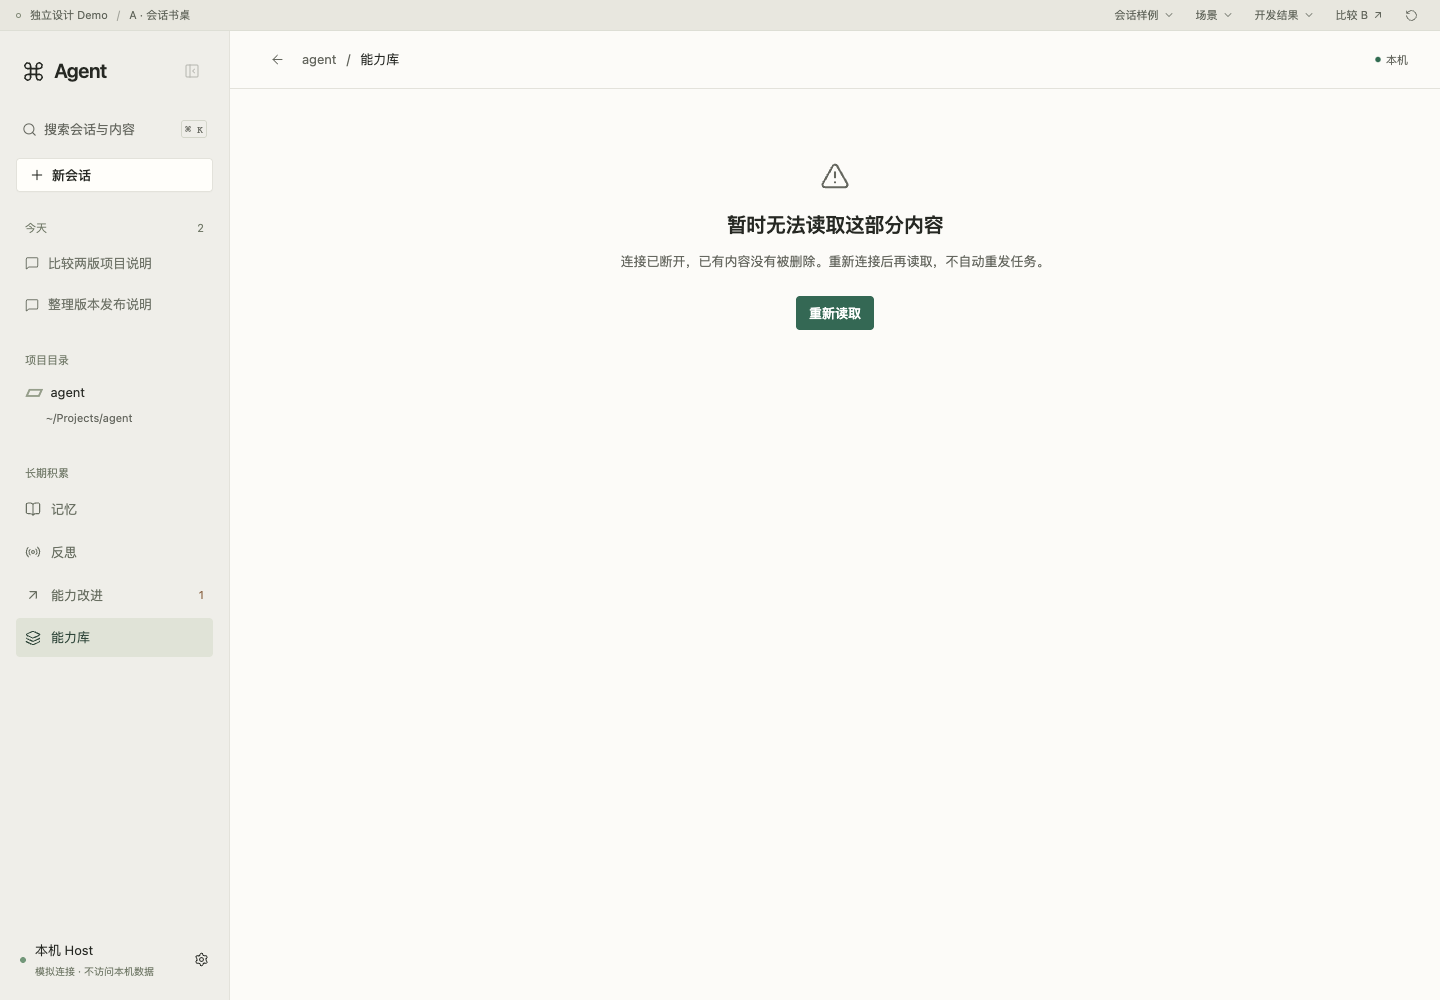 独立设计 Demo / A · 会话书桌
会话样例 场景 开发结果 比较 B
Agent
搜索会话与内容 ⌘ K
新会话
今天 2
比较两版项目说明
整理版本发布说明
项目目录
agent
~/Projects/agent
长期积累
记忆
反思
能力改进 1
能力库
本机 Host
模拟连接 · 不访问本机数据
agent / 能力库
本机
暂时无法读取这部分内容
连接已断开，已有内容没有被删除。重新连接后再读取，不自动重发任务。
重新读取